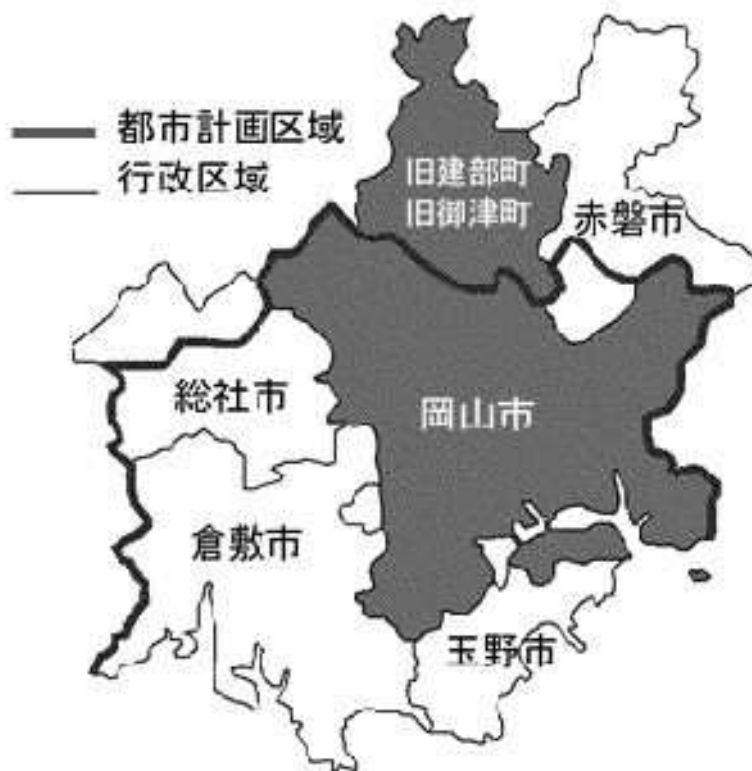 都市計画区域
行改区域
旧建部町
旧御津町
赤磐市
総社市
岡山市
倉敷市
玉野市